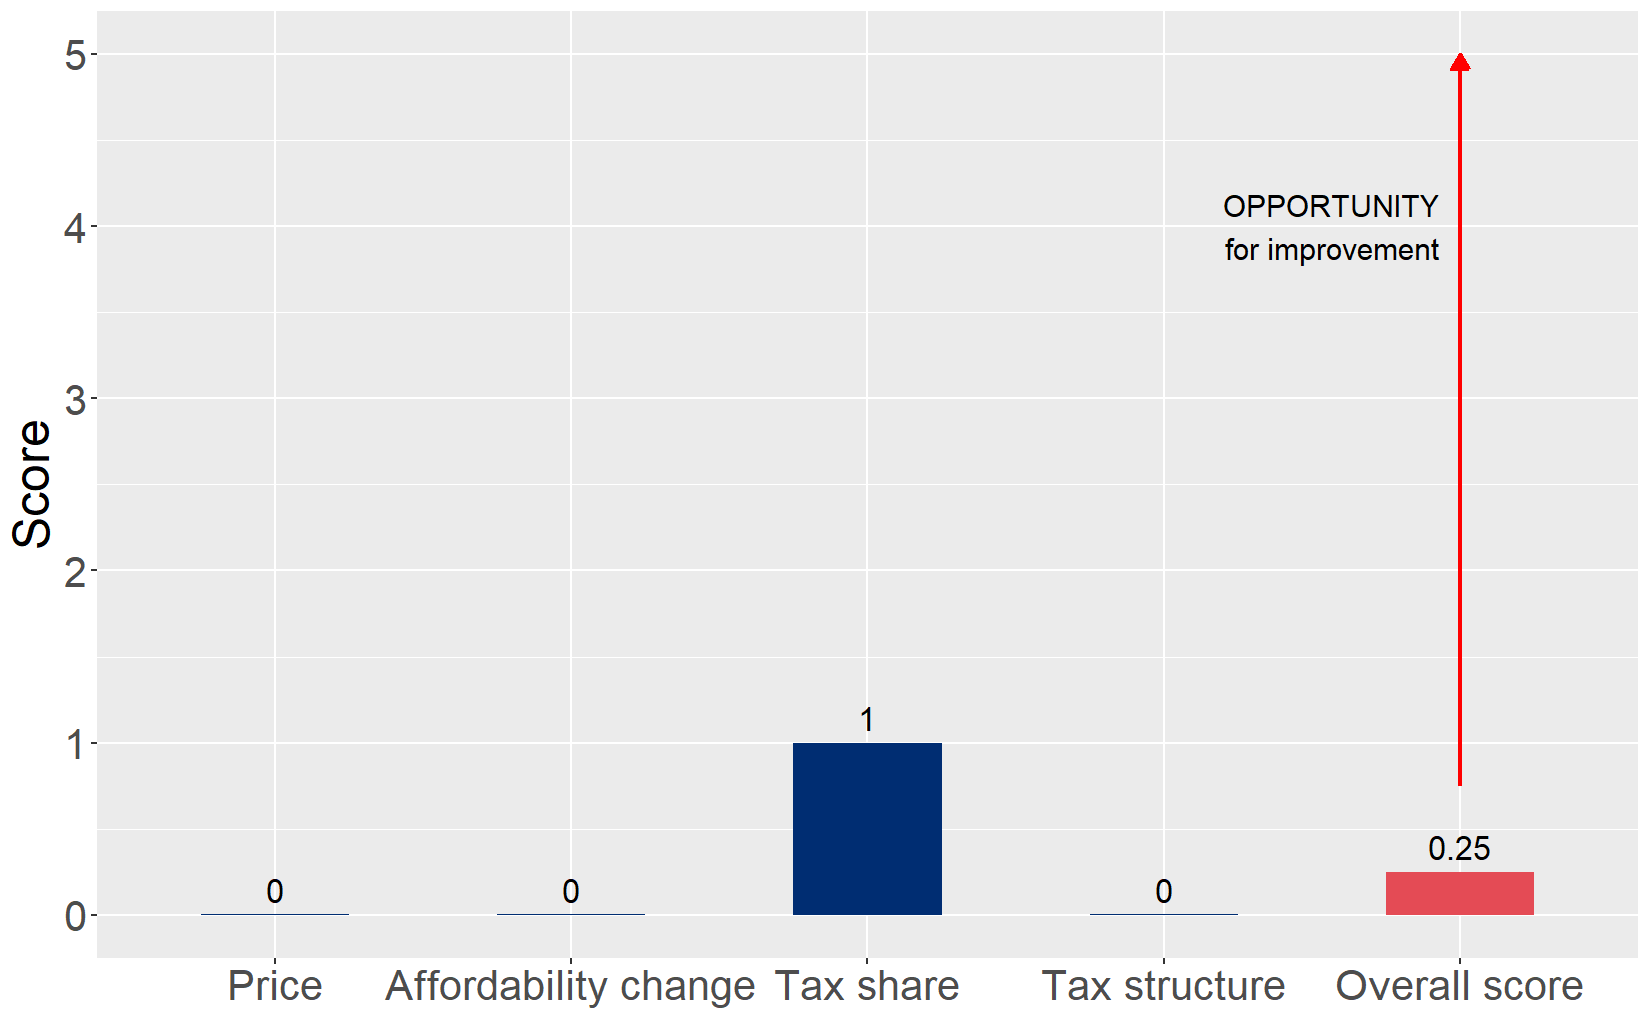 Score
5
4
3
2
1
0
OPPORTUNITY
for improvement
0
0
1
0
0.25
Price
Affordability change
Tax share
Tax structure
Overall score